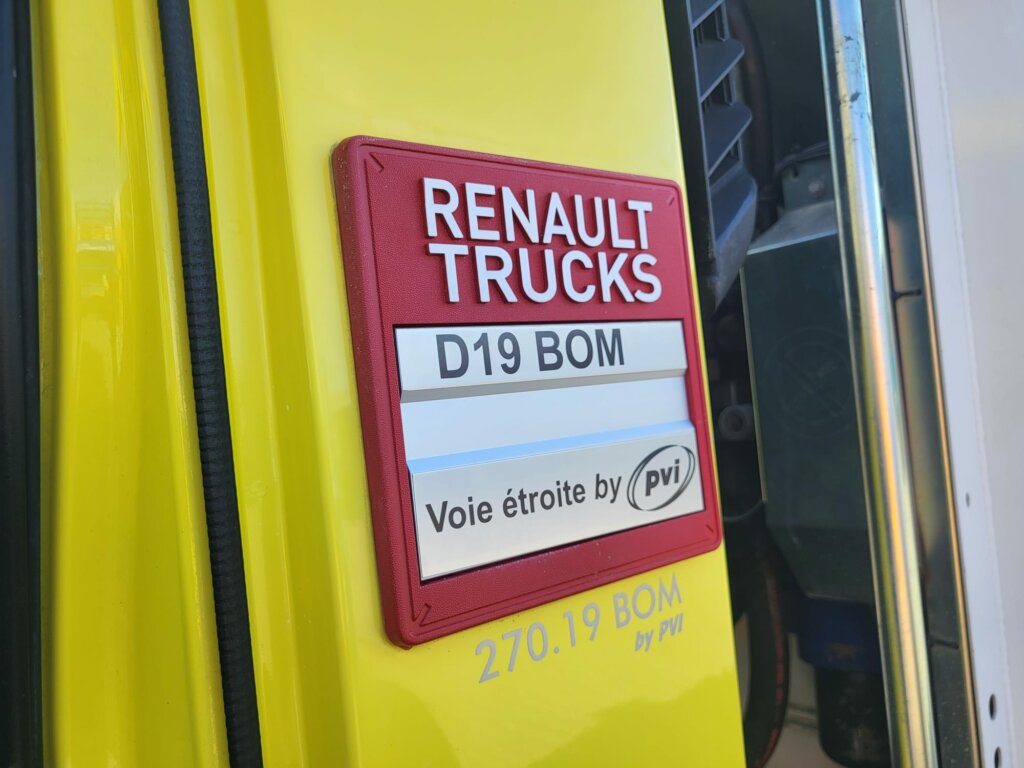 RENAULT
TRUCKS
D19 BOM
Voie étroite by pvi
270.19 BOM
by PVI